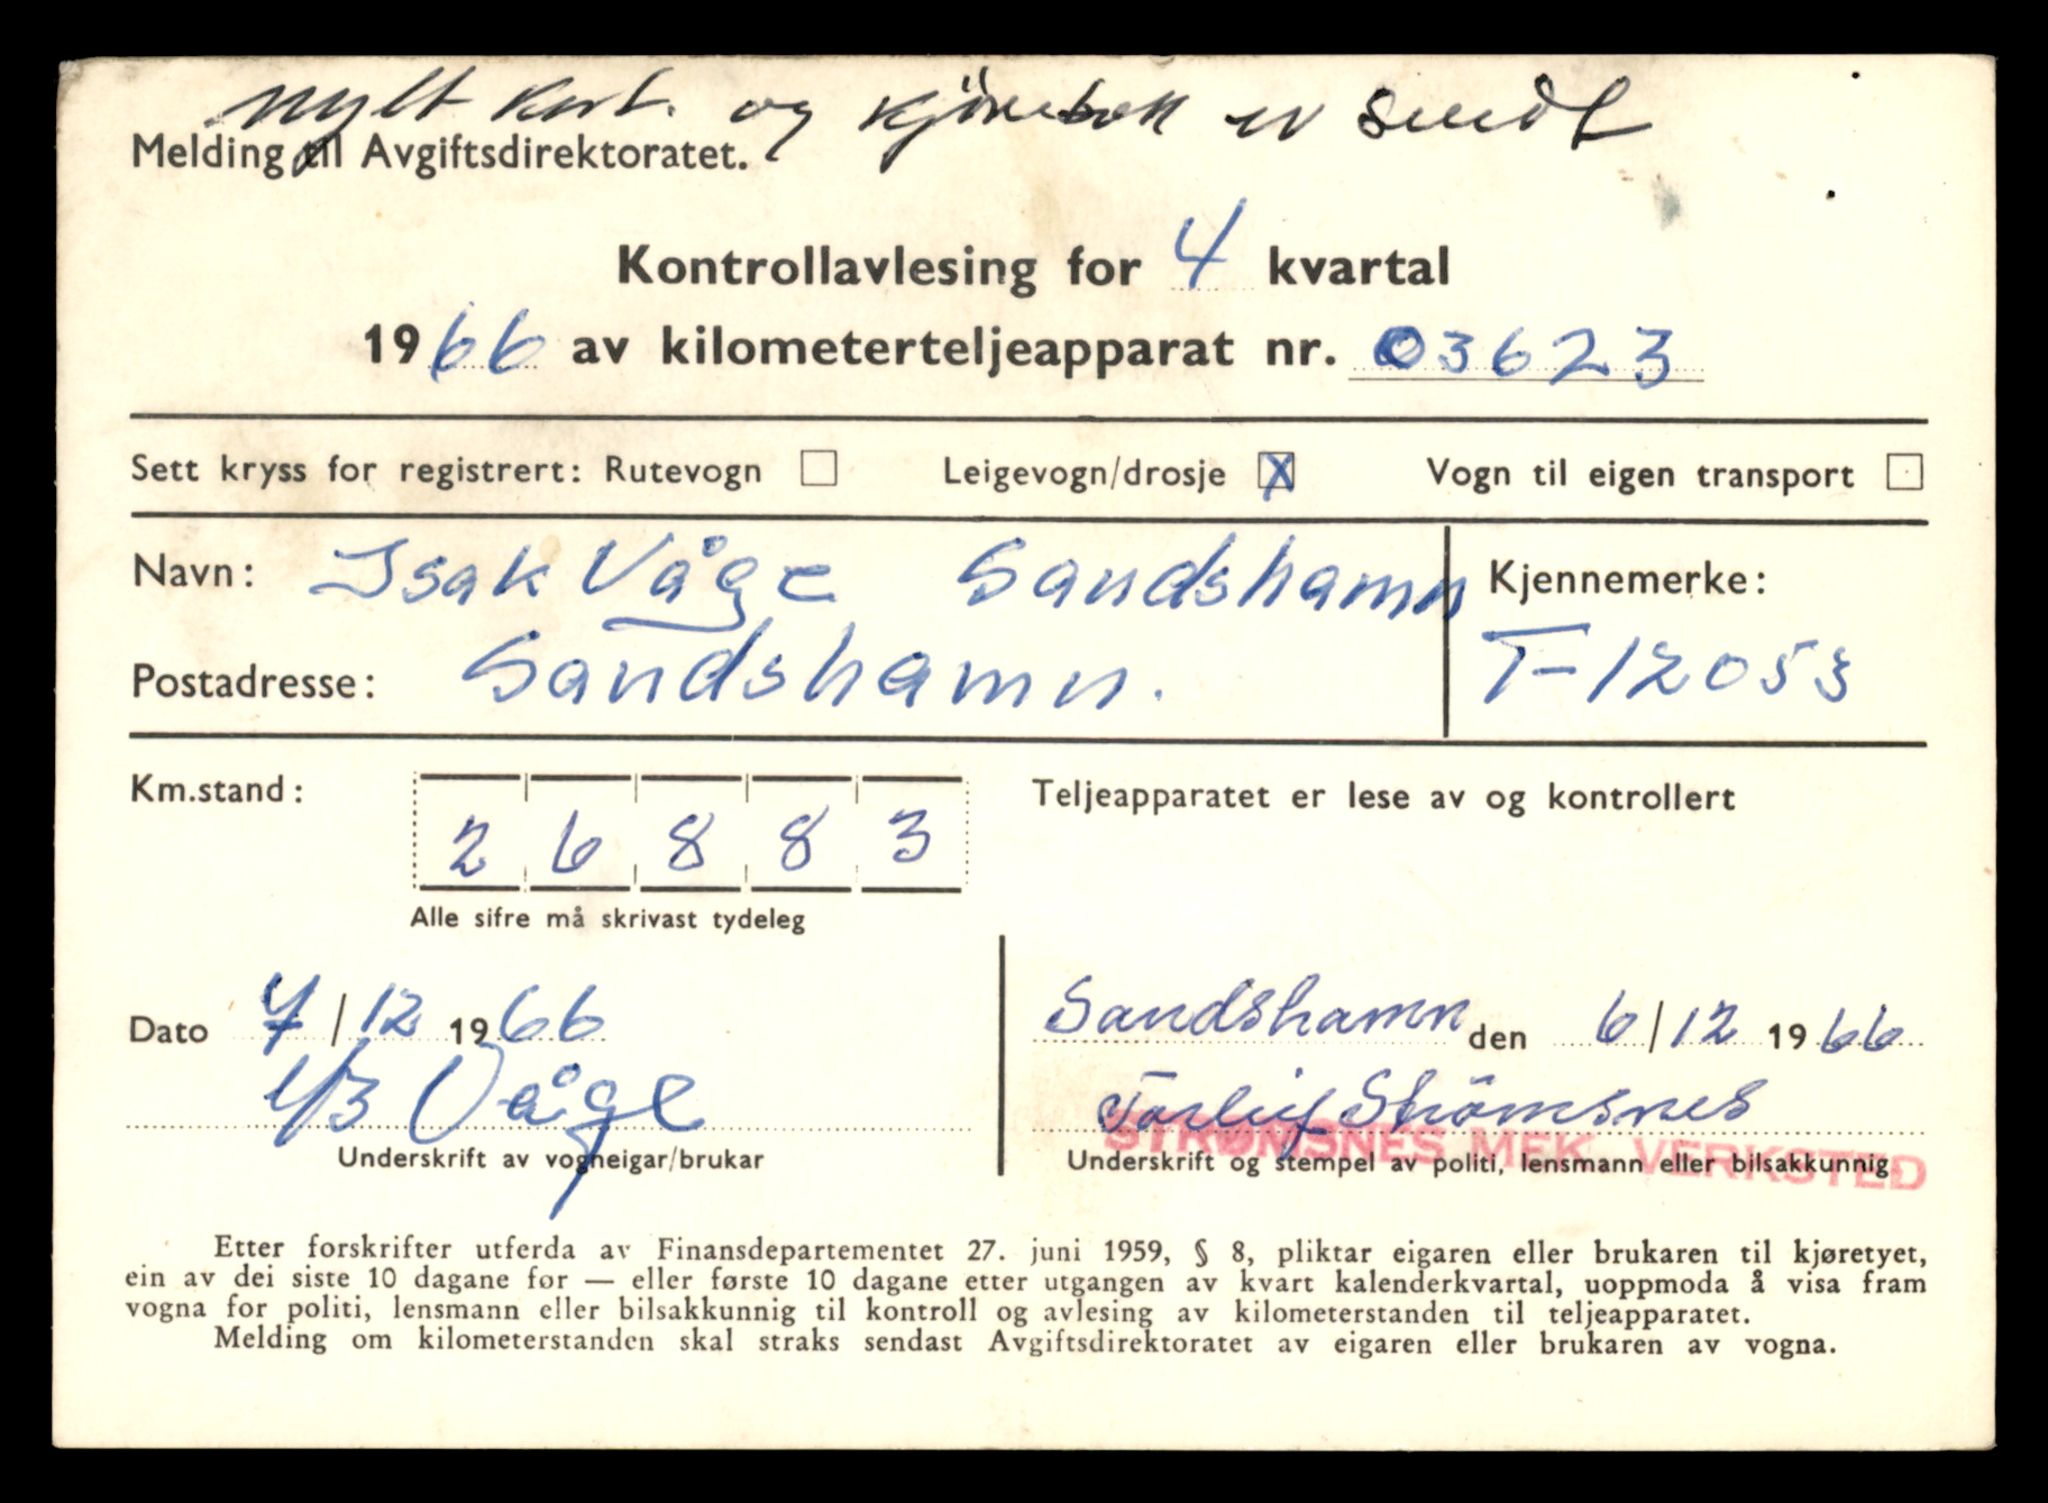 nytt kort. og kjørebok er sendt
Melding til Avgiftsdirektoratet.
Kontrollavlesing for 4 kvartal
1966 av kilometerteljeapparat nr. 03623
Sett kryss for registrert: Rutevogn ☐ Leigevogn/drosje ☒ Vogn til eigen transport ☐
Navn: Isak Våge Sandshamn
Kjennemerke:
Postadresse: Sandshamn.
T-12053
Km.stand: 26883
Teljeapparatet er lese av og kontrollert
Alle sifre må skrivast tydeleg
Dato 7/12 1966
Sandshamn den 6/12 1966
Våge
Torleif Strömsnes
STRØMSNES MEK. VERKSTED
Underskrift av vogneigar/brukar
Underskrift og stempel av politi, lensmann eller bilsakkunnig
Etter forskrifter utferda av Finansdepartementet 27. juni 1959, § 8, pliktar eigaren eller brukaren til kjøretyet,
ein av dei siste 10 dagane før — eller første 10 dagane etter utgangen av kvart kalenderkvartal, uoppmoda å visa fram
vogna for politi, lensmann eller bilsakkunnig til kontroll og avlesing av kilometerstanden til teljeapparatet.
Melding om kilometerstanden skal straks sendast Avgiftsdirektoratet av eigaren eller brukaren av vogna.